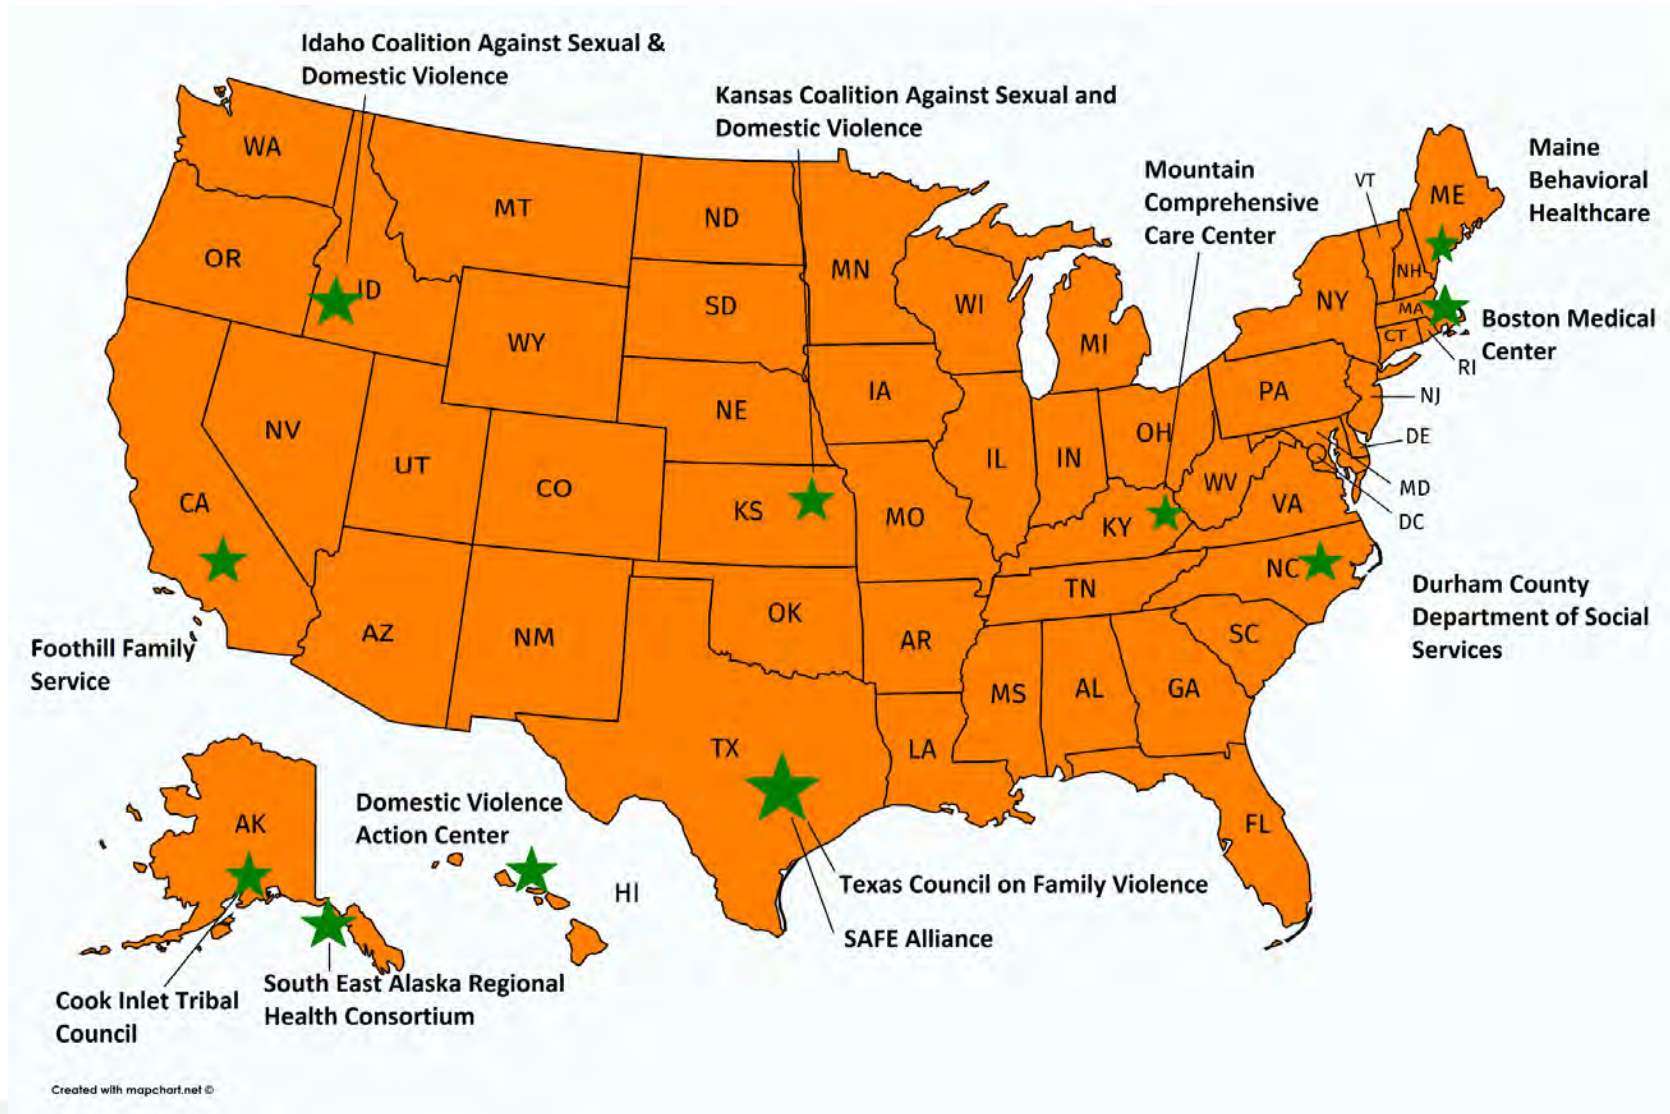 Idaho Coalition Against Sexual &
Domestic Violence
Kansas Coalition Against Sexual and
Domestic Violence
Mountain
Comprehensive
Care Center
Maine
Behavioral
Healthcare
WA
MT
ND
MN
VT
ME
OR
ID
SD
WI
MI
NY
NH
MA
CT
RI
Boston Medical
Center
WY
IA
NE
PA
NJ
NV
UT
CO
IL
IN
OH
DE
WV
MD
VA
DC
CA
KS
MO
KY
NC
TN
Durham County
Department of Social
Services
AZ
NM
OK
AR
SC
MS
AL
GA
Foothill Family
Service
TX
LA
FL
AK
Domestic Violence
Action Center
HI
Texas Council on Family Violence
SAFE Alliance
Cook Inlet Tribal
Council
South East Alaska Regional
Health Consortium
Created with mapchart.net ©